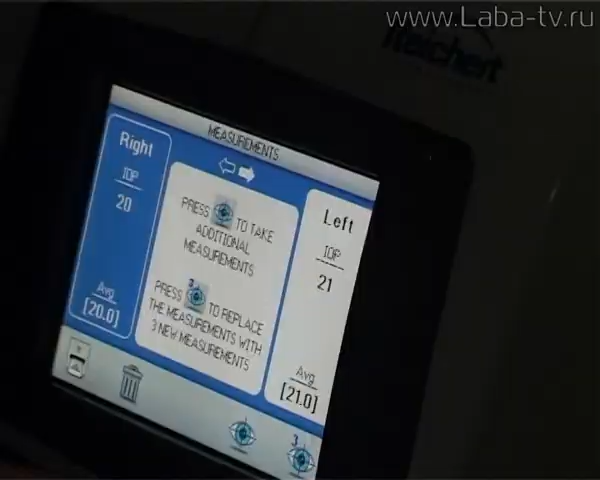 www.Laba-tv.ru
Reichert
MEASUREMENTS
Right
IOP
20
Avg
[20.0]
PRESS TO TAKE
ADDITIONAL
MEASUREMENTS
PRESS 3 TO REPLACE
THE MEASUREMENTS WITH
3 NEW MEASUREMENTS
Left
IOP
21
Avg
[21.0]
3